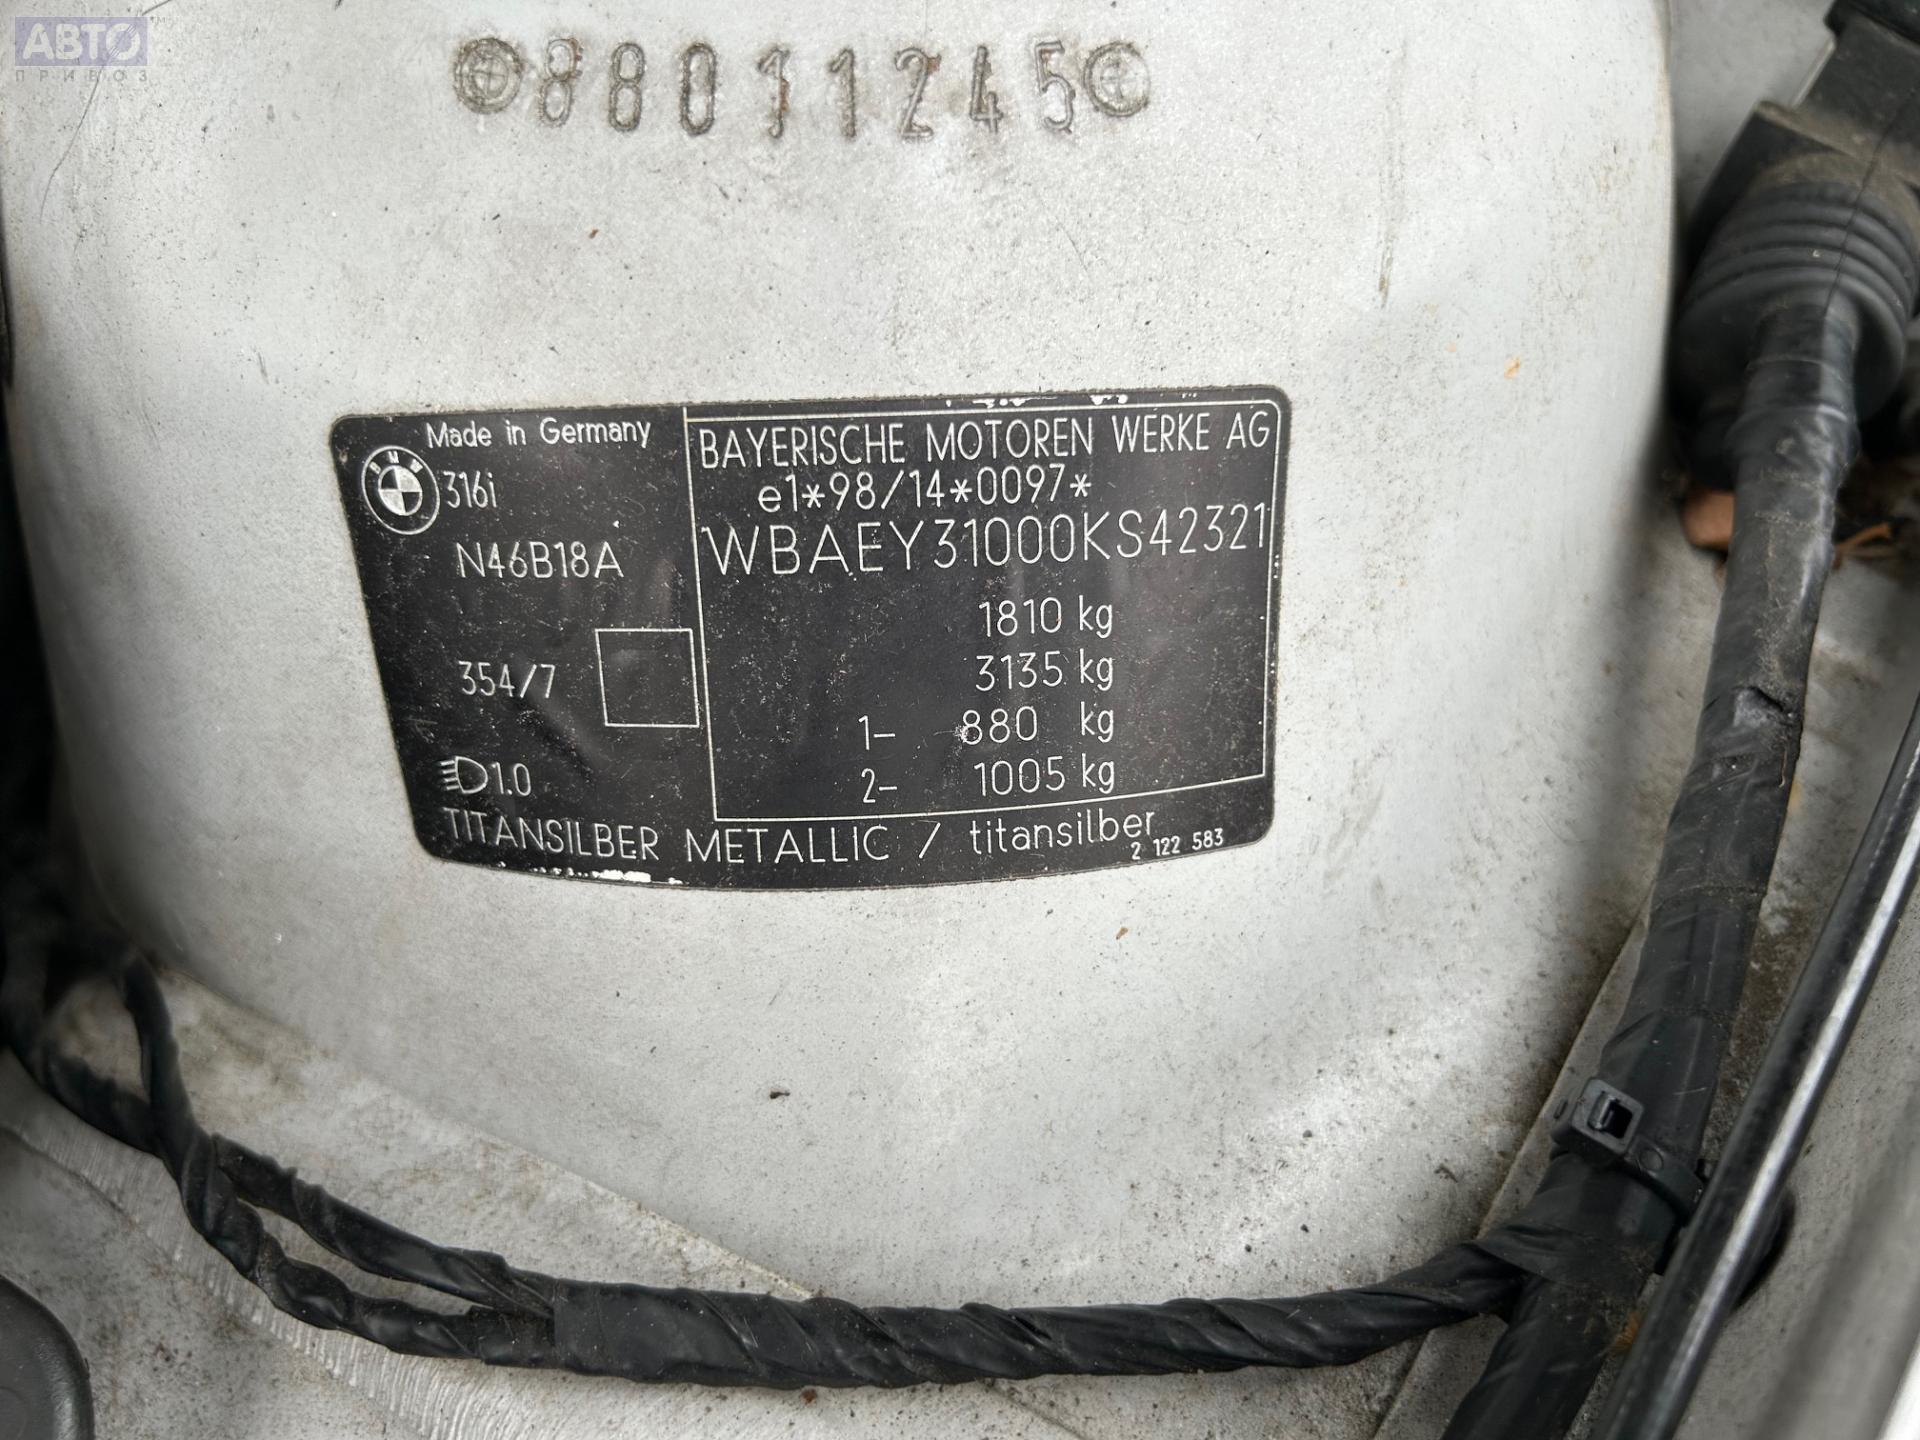 АВТО
ПРИВОЗ
88011245
Made in Germany
BMW
316i
N46B18A
354/7
1.0
BAYERISCHE MOTOREN WERKE AG
e1*98/14*0097*
WBAEY31000KS42321
1810 kg
3135 kg
1- 880 kg
2- 1005 kg
TITANSILBER METALLIC / titansilber
2 122 583